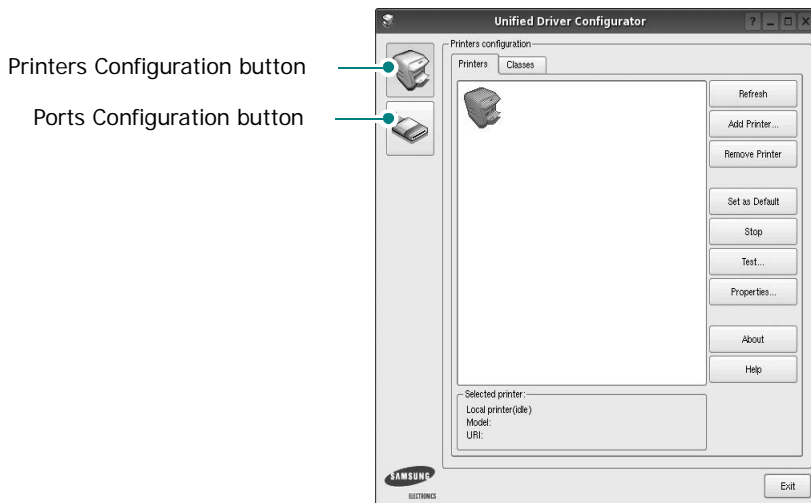 Unified Driver Configurator
?
Printers Configuration button
Ports Configuration button
Printers configuration
Printers
Classes
Refresh
Add Printer...
Remove Printer
Set as Default
Stop
Test...
Properties...
About
Help
Selected printer:
Local printer(idle)
Model:
URI:
SAMSUNG
ELECTRONICS
Exit